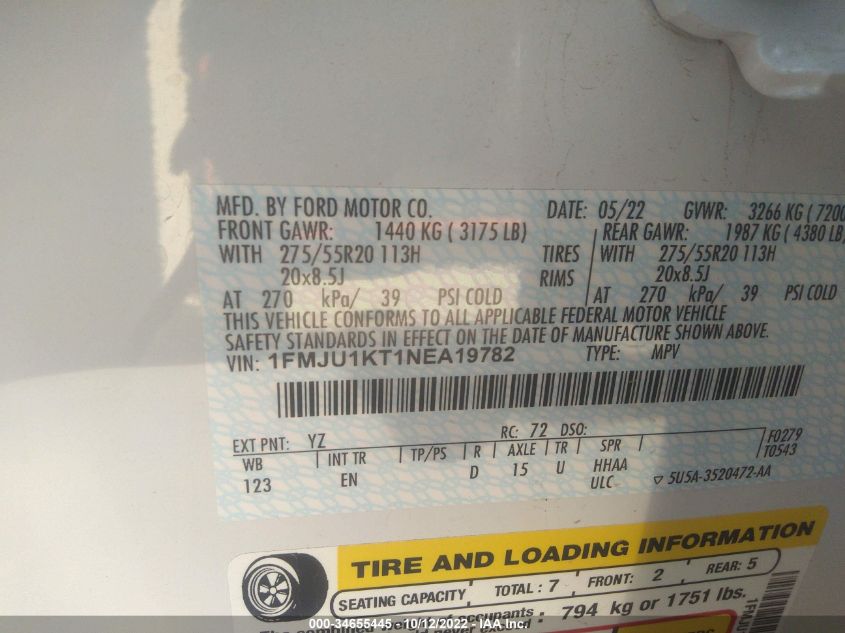 MFD. BY FORD MOTOR CO. DATE: 05/22 GVWR: 3266 KG ( 7200
FRONT GAWR: 1440 KG ( 3175 LB) REAR GAWR: 1987 KG ( 4380 LB)
WITH 275/55R20 113H TIRES WITH 275/55R20 113H
20x8.5J RIMS 20x8.5J
AT 270 kPa/ 39 PSI COLD AT 270 kPa/ 39 PSI COLD
THIS VEHICLE CONFORMS TO ALL APPLICABLE FEDERAL MOTOR VEHICLE
SAFETY STANDARDS IN EFFECT ON THE DATE OF MANUFACTURE SHOWN ABOVE.
VIN: 1FMJU1KT1NEA19782 TYPE: MPV
EXT PNT: YZ RC: 72 DSO:
WB INT TR TP/PS R AXLE TR SPR F0279
T0543
123 EN D 15 U HHAA
ULC ▽ 5U5A-3520472-AA
TIRE AND LOADING INFORMATION
SEATING CAPACITY TOTAL : 7 FRONT: 2 REAR: 5
The combined occupants : 794 kg or 1751 lbs.
never exceed
1FMJ
000-34655445 - 10/12/2022 - IAA, Inc.